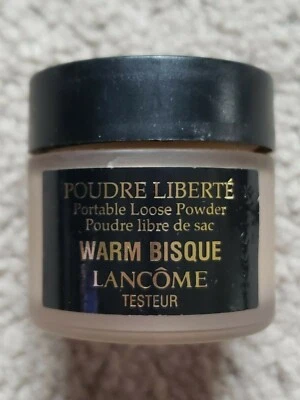 POUDRE LIBERTÉ
Portable Loose Powder
Poudre libre de sac
WARM BISQUE
LANCÔME
TESTEUR